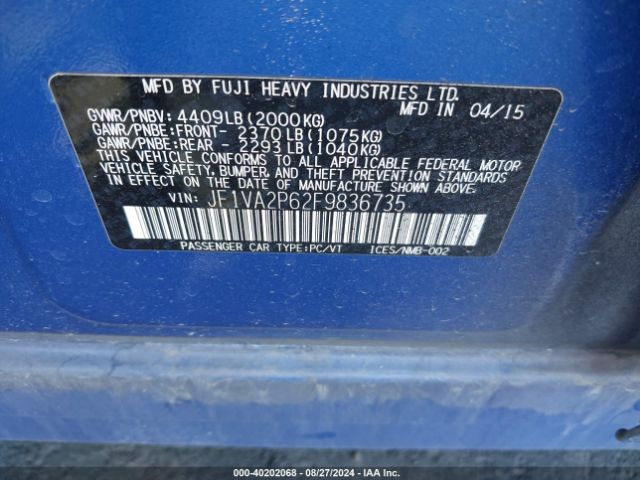 MFD BY FUJI HEAVY INDUSTRIES LTD.
MFD IN 04/15
GVWR/PNBV: 4409LB (2000KG)
GAWR/PNBE: FRONT- 2370LB (1075KG)
GAWR/PNBE: REAR - 2293LB (1040KG)
THIS VEHICLE CONFORMS TO ALL APPLICABLE FEDERAL MOTOR
VEHICLE SAFETY, BUMPER, AND THEFT PREVENTION STANDARDS
IN EFFECT ON THE DATE OF MANUFACTURE SHOWN ABOVE.
VIN: JF1VA2P62F9836735
PASSENGER CAR TYPE:PC/VT ICES/NMB-002
000-40202068 - 08/27/2024 - IAA Inc.